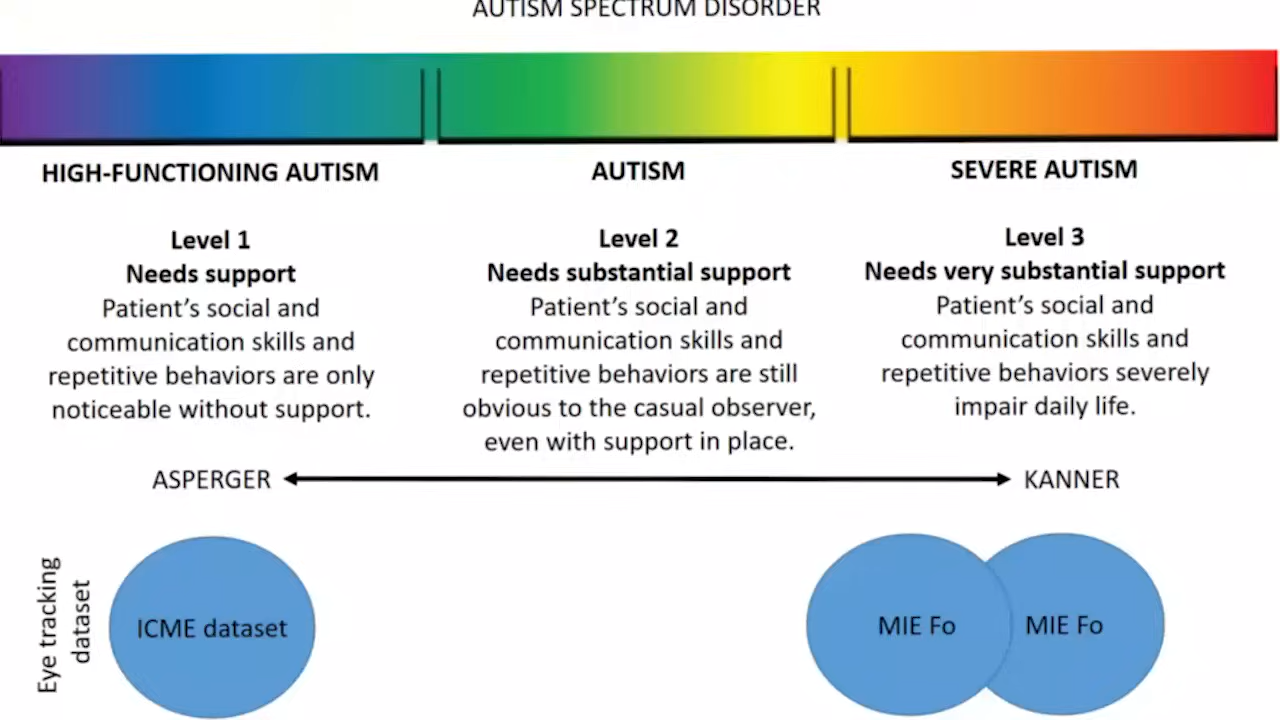 AUTISM SPECTRUM DISORDER
HIGH-FUNCTIONING AUTISM
Level 1
Needs support
Patient's social and
communication skills and
repetitive behaviors are only
noticeable without support.
AUTISM
Level 2
Needs substantial support
Patient's social and
communication skills and
repetitive behaviors are still
obvious to the casual observer,
even with support in place.
SEVERE AUTISM
Level 3
Needs very substantial support
Patient's social and
communication skills and
repetitive behaviors severely
impair daily life.
ASPERGER
KANNER
Eye tracking
dataset
ICME dataset
MIE Fo
MIE Fo